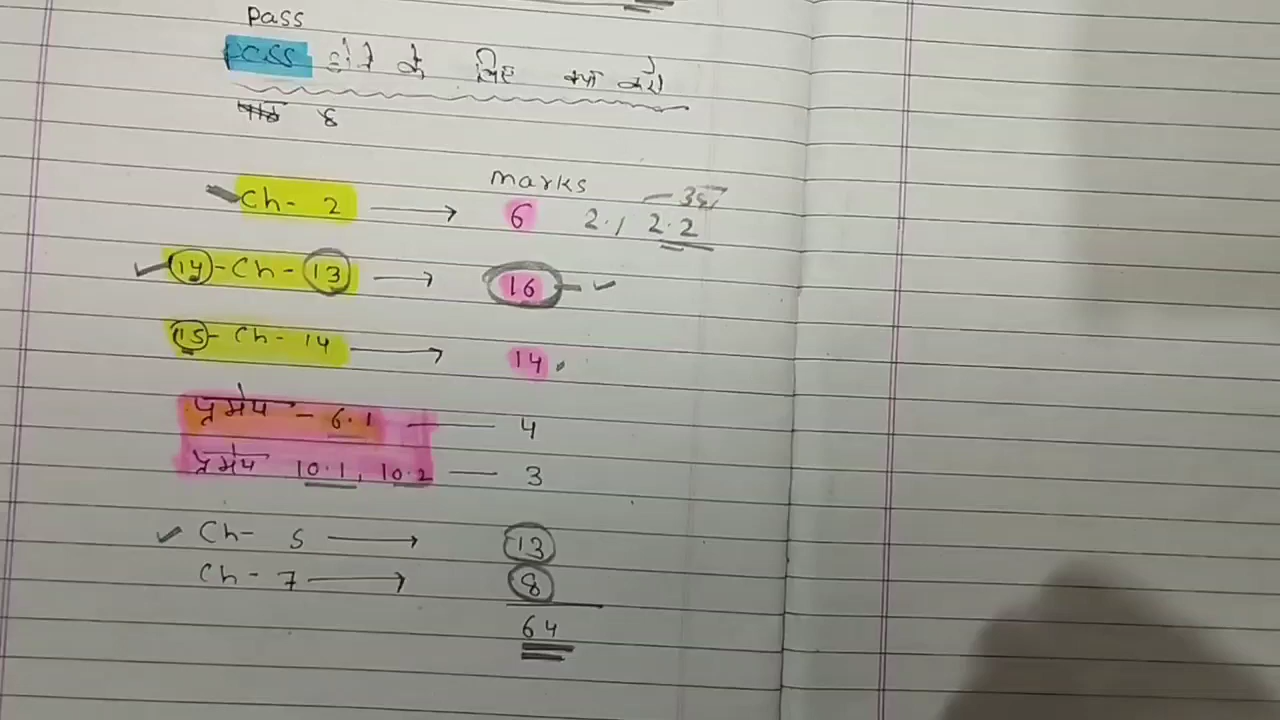 Pass
Pass होने के लिए क्या करें
पाठ ६
marks
Ch- 2 → 6 2.1, 2.2
14-Ch-13 → 16
15-Ch-14 → 14
प्रमेय - 6.1 — 4
प्रमेय 10.1, 10.2 — 3
Ch- 5 → 13
Ch- 7 → 8
64